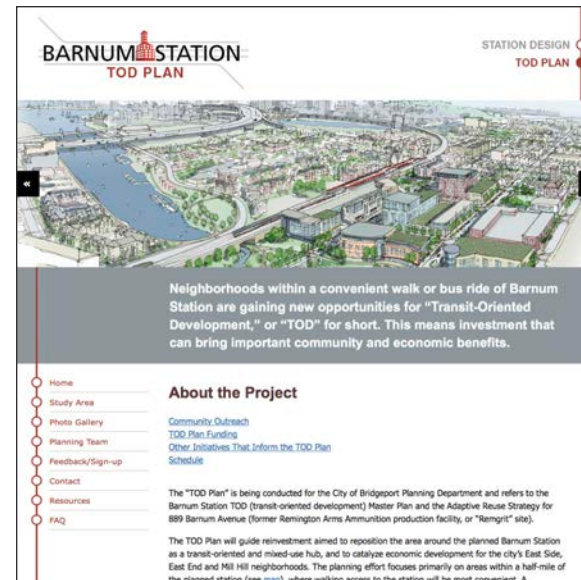 BARNUM STATION
TOD PLAN
STATION DESIGN
TOD PLAN
«
Neighborhoods within a convenient walk or bus ride of Barnum
Station are gaining new opportunities for “Transit-Oriented
Development,” or “TOD” for short. This means investment that
can bring important community and economic benefits.
Home
Study Area
Photo Gallery
Planning Team
Feedback/Sign-up
Contact
Resources
FAQ
About the Project
Community Outreach
TOD Plan Funding
Other Initiatives That Inform the TOD Plan
Schedule
The “TOD Plan” is being conducted for the City of Bridgeport Planning Department and refers to the
Barnum Station TOD (transit-oriented development) Master Plan and the Adaptive Reuse Strategy for
889 Barnum Avenue (former Remington Arms Ammunition production facility, or “Remgrit” site).
The TOD Plan will guide reinvestment aimed to reposition the area around the planned Barnum Station
as a transit-oriented and mixed-use hub, and to catalyze economic development for the city’s East Side,
East End and Mill Hill neighborhoods. The planning effort focuses primarily on areas within a half-mile of
the planned station (see map), where walking access to the station will be most convenient. A